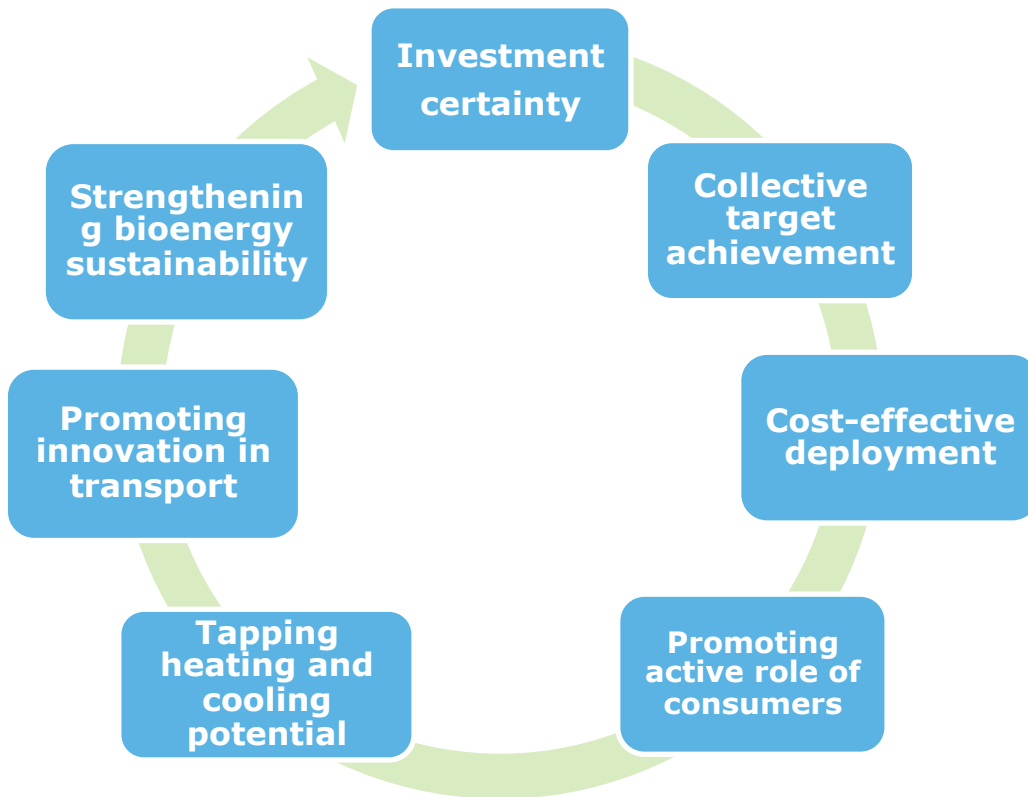 Investment
certainty
Collective
target
achievement
Cost-effective
deployment
Promoting
active role of
consumers
Tapping
heating and
cooling
potential
Promoting
innovation in
transport
Strengthenin
g bioenergy
sustainability